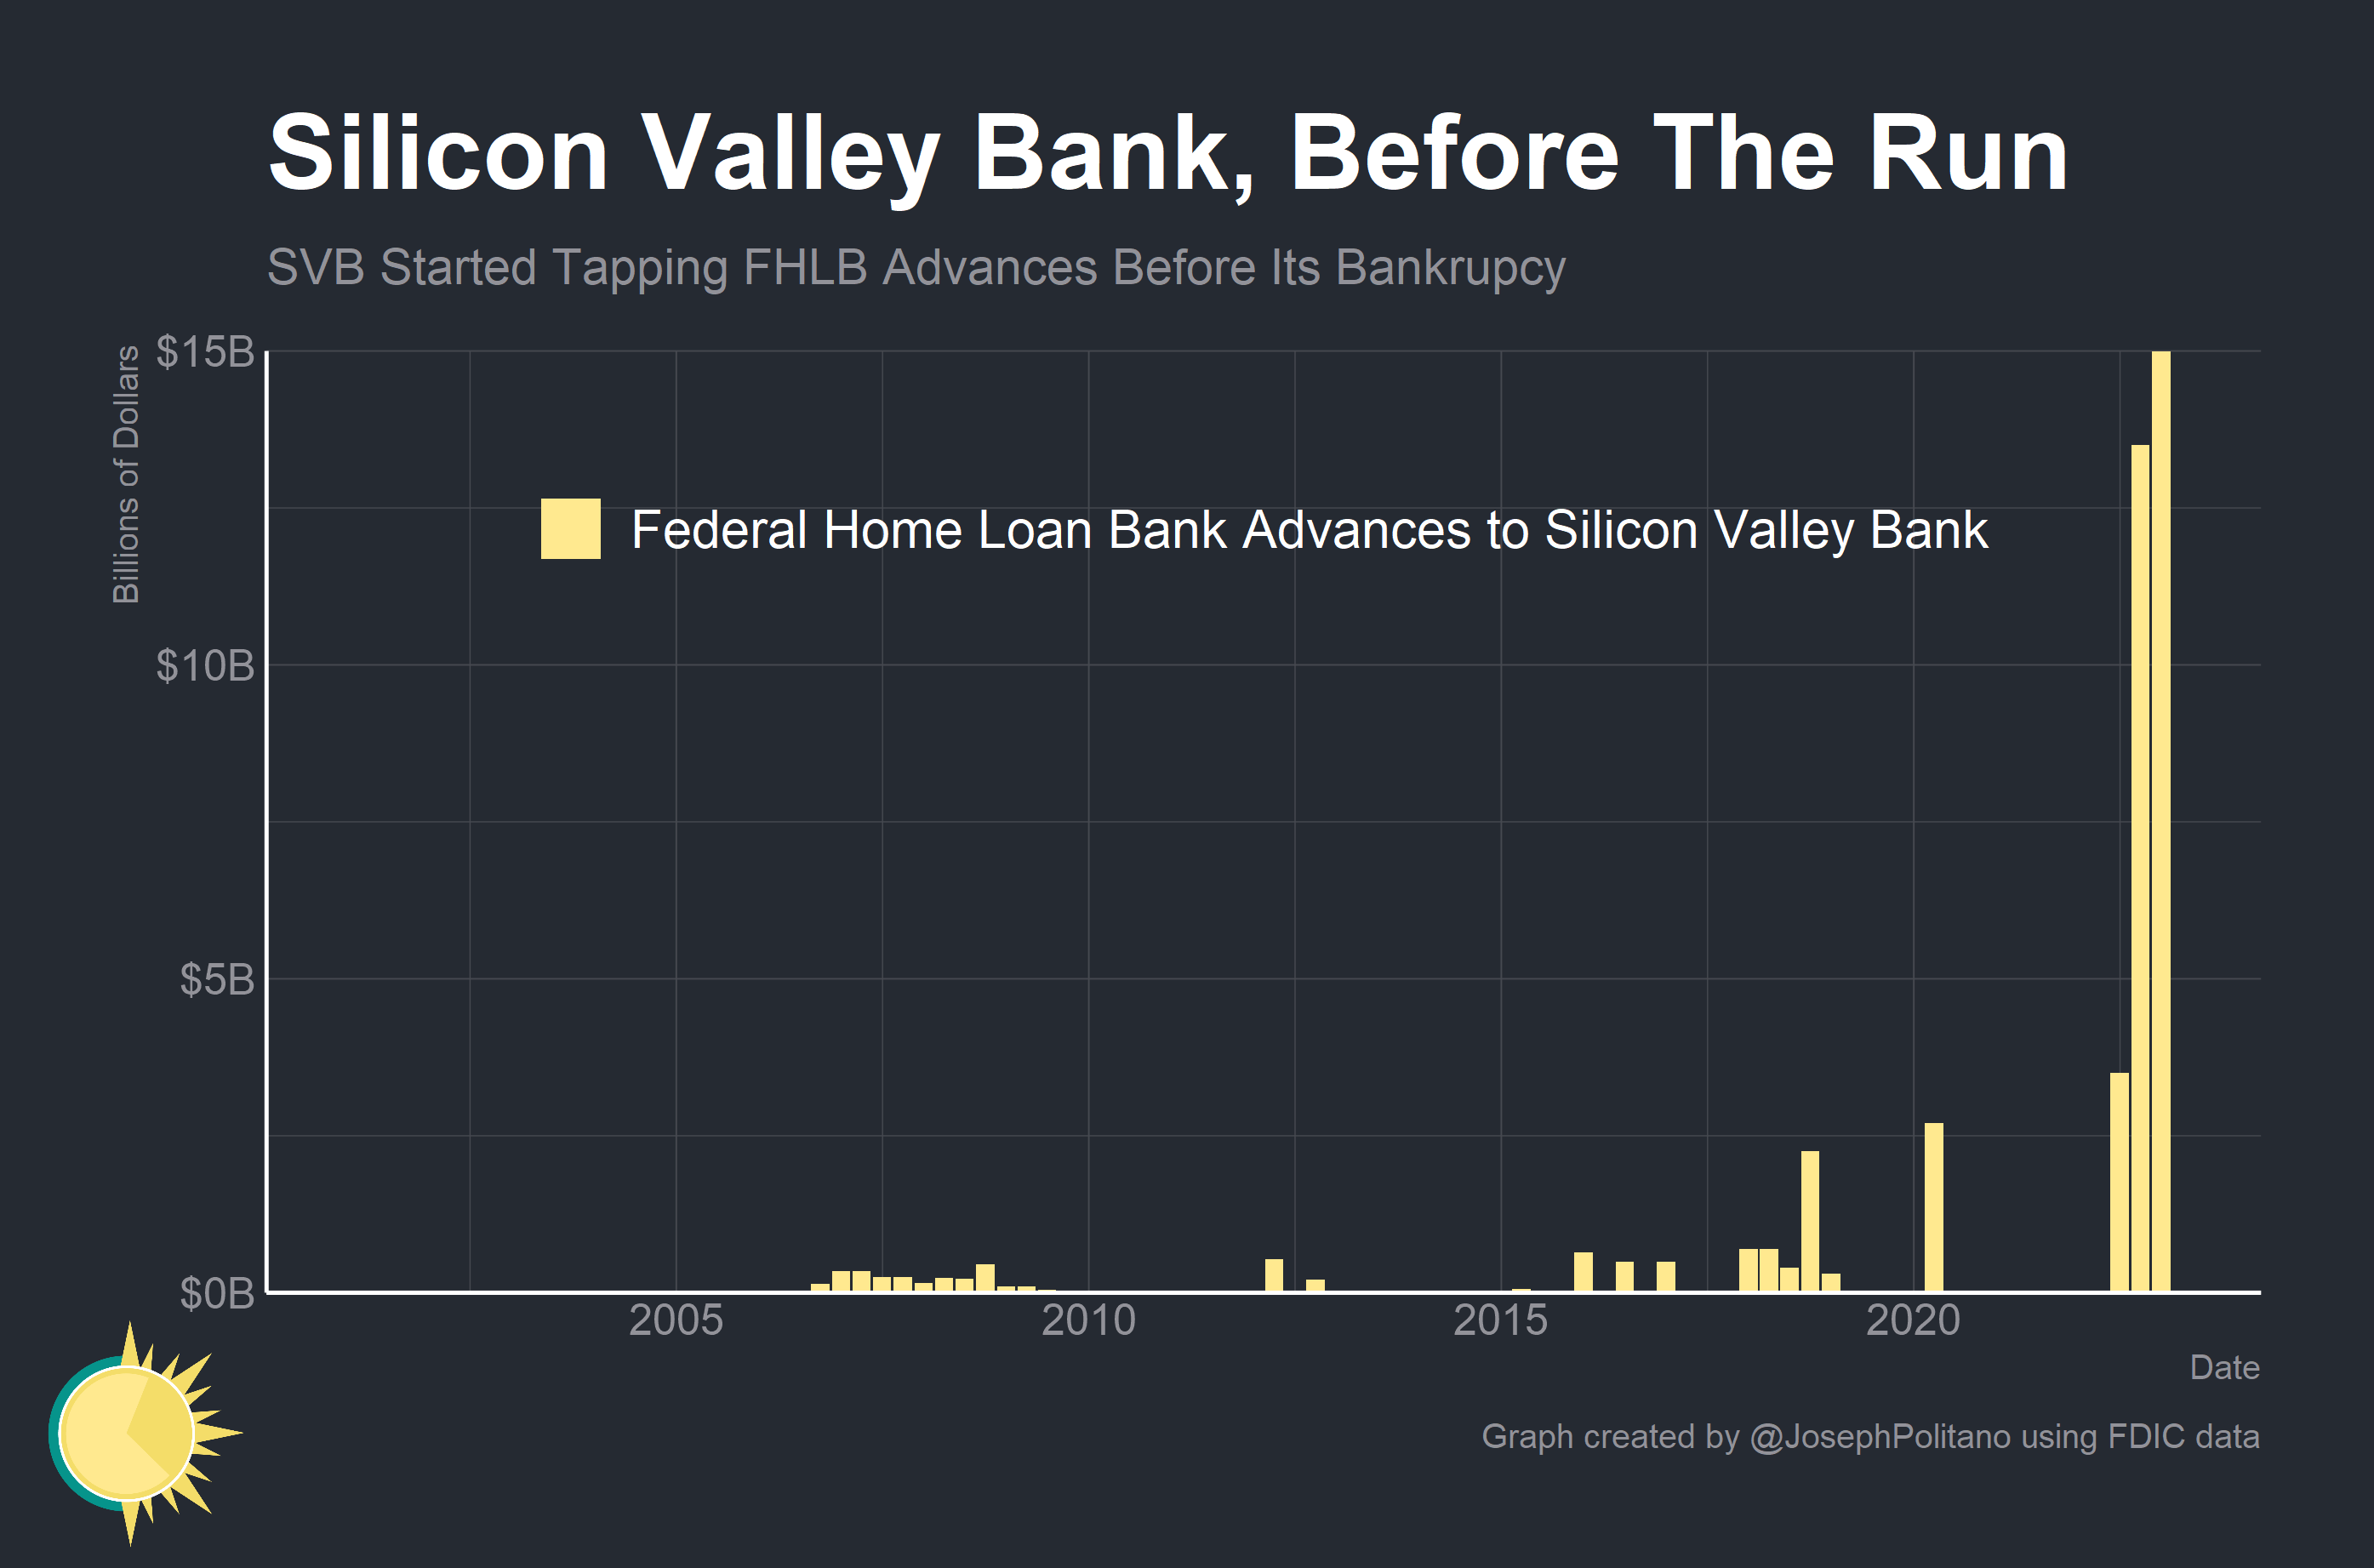 Silicon Valley Bank, Before The Run
SVB Started Tapping FHLB Advances Before Its Bankrupcy
Billions of Dollars
$15B
$10B
$5B
$0B
Federal Home Loan Bank Advances to Silicon Valley Bank
2005
2010
2015
2020
Date
Graph created by @JosephPolitano using FDIC data